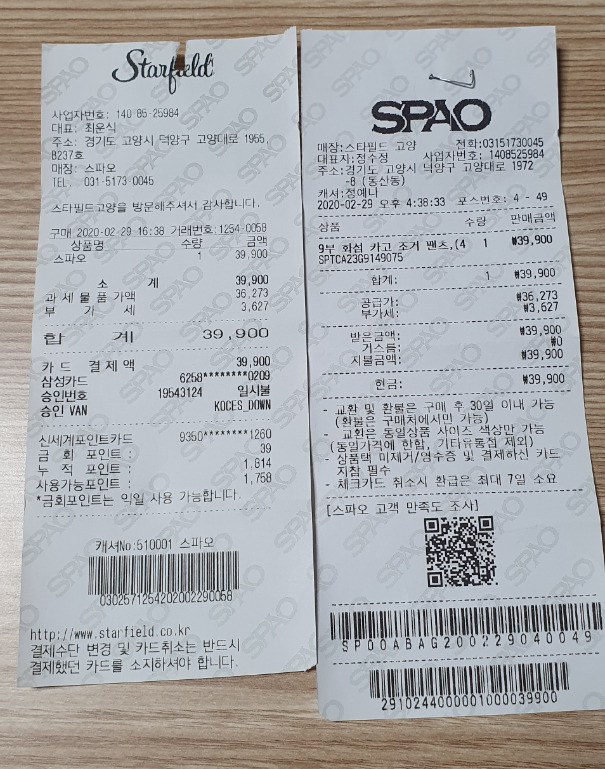 Starfield
사업자번호: 140-85-25984
대표: 최운식
주소: 경기도 고양시 덕양구 고양대로 1955,
B237호
매장: 스파오
TEL. 031-5173-0045
스타필드고양을 방문해주셔서 감사합니다.
구매 2020-02-29 16:38 거래번호:1254-0058
상품명 수량 금액
스파오 1 39,900
소 계 39,900
과세물품가액 36,273
부 가 세 3,627
합 계 39,900
카드 결제액 39,900
삼성카드 6258********0209
승인번호 19543124 일시불
승인 VAN KOCES_DOWN
신세계포인트카드 9350********1260
금 회 포인트 : 39
누 적 포인트 : 1,814
사용가능포인트 : 1,758
*금회포인트는 익일 사용 가능합니다.
캐셔No:510001 스파오
0302571254202002290058
http://www.starfield.co.kr
결제수단 변경 및 카드취소는 반드시
결제했던 카드를 소지하셔야 합니다.
SPAO
매장:스타필드 고양 전화:03151730045
대표자:정수정 사업자번호: 1408525984
주소:경기도 고양시 덕양구 고양대로 1972
-8 (동산동)
캐셔:정예나
2020-02-29 오후 4:38:33 포스번호: 4 - 49
상품 수량 판매금액
9부 화섬 카고 조거 팬츠,(4 1 ₩39,900
SPTCA23G9149075
합계: 1 ₩39,900
공급가: ₩36,273
부가세: ₩3,627
받은금액: ₩39,900
거스름: ₩0
지불금액: ₩39,900
현금: ₩39,900
- 교환 및 환불은 구매 후 30일 이내 가능
(환불은 구매처에서만 가능)
- 교환은 동일상품 사이즈 색상만 가능
(동일가격에 한함, 기타유통점 제외)
- 상품택 미제거/영수증 및 결제하신 카드
지참 필수
- 체크카드 취소시 환급은 최대 7일 소요
[스파오 고객 만족도 조사]
SP00ABAG200229040049
2910244000001000039900